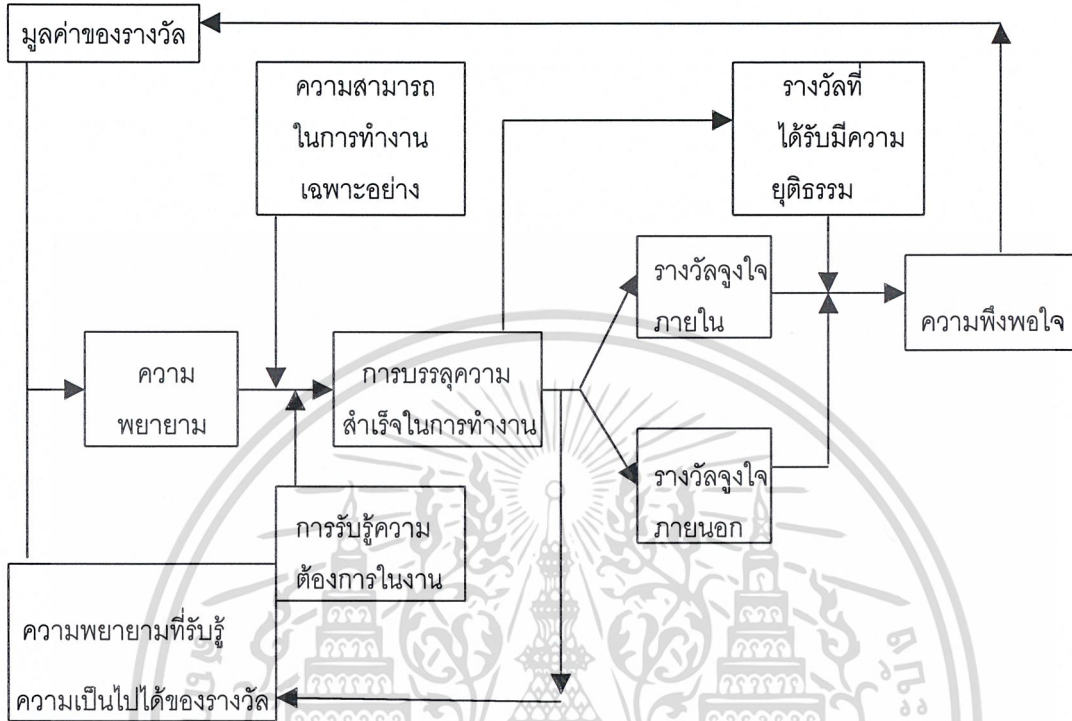 มูลค่าของรางวัล
ความสามารถ
ในการทำงาน
เฉพาะอย่าง
รางวัลที่
ได้รับมีความ
ยุติธรรม
รางวัลจูงใจ
ภายใน
ความพึงพอใจ
ความ
พยายาม
การบรรลุความ
สำเร็จในการทำงาน
รางวัลจูงใจ
ภายนอก
การรับรู้ความ
ต้องการในงาน
ความพยายามที่รับรู้
ความเป็นไปได้ของรางวัล